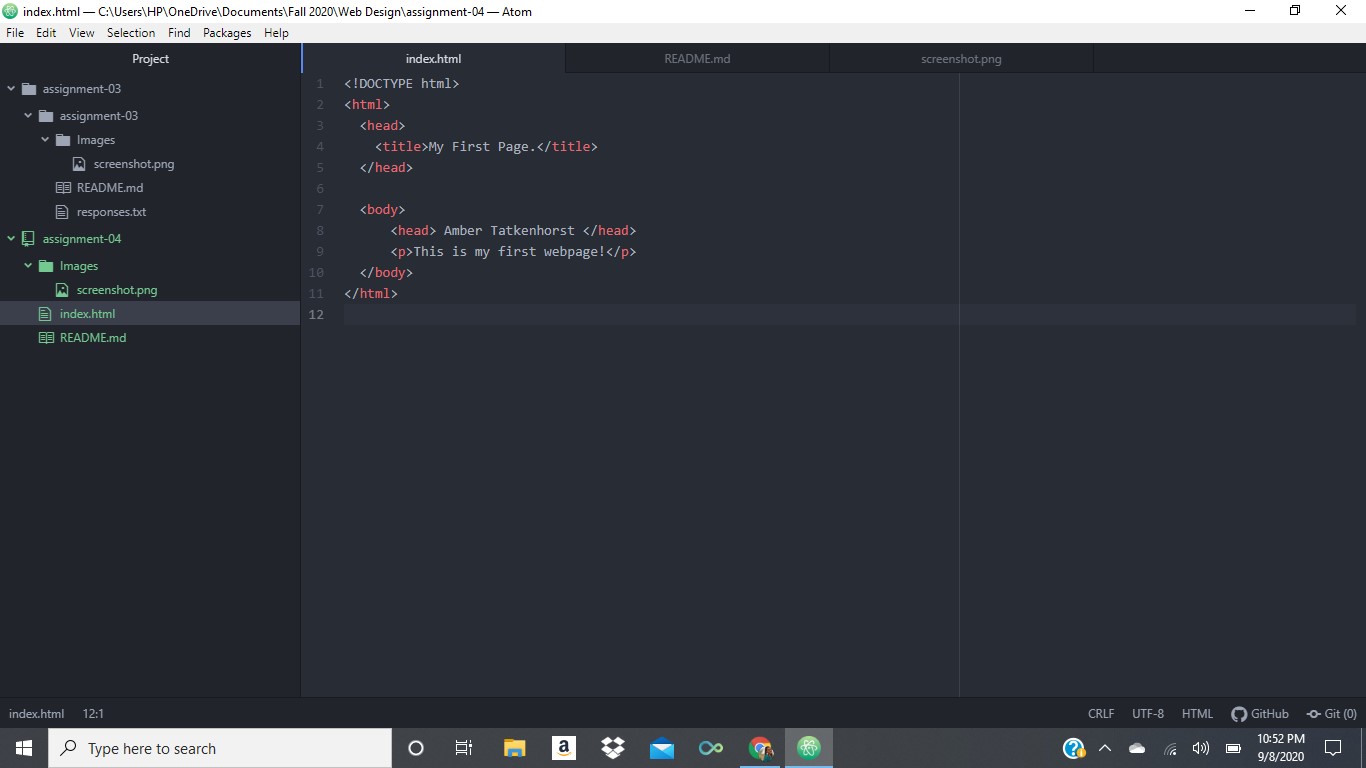 index.html — C:\Users\HP\OneDrive\Documents\Fall 2020\Web Design\assignment-04 — Atom
File Edit View Selection Find Packages Help
Project
assignment-03
assignment-03
Images
screenshot.png
README.md
responses.txt
assignment-04
Images
screenshot.png
index.html
README.md
index.html README.md screenshot.png
1 <!DOCTYPE html>
2 <html>
3 <head>
4 <title>My First Page.</title>
5 </head>
6
7 <body>
8 <head> Amber Tatkenhorst </head>
9 <p>This is my first webpage!</p>
10 </body>
11 </html>
12
index.html 12:1 CRLF UTF-8 HTML GitHub Git (0)
Type here to search
a
?
10:52 PM
9/8/2020